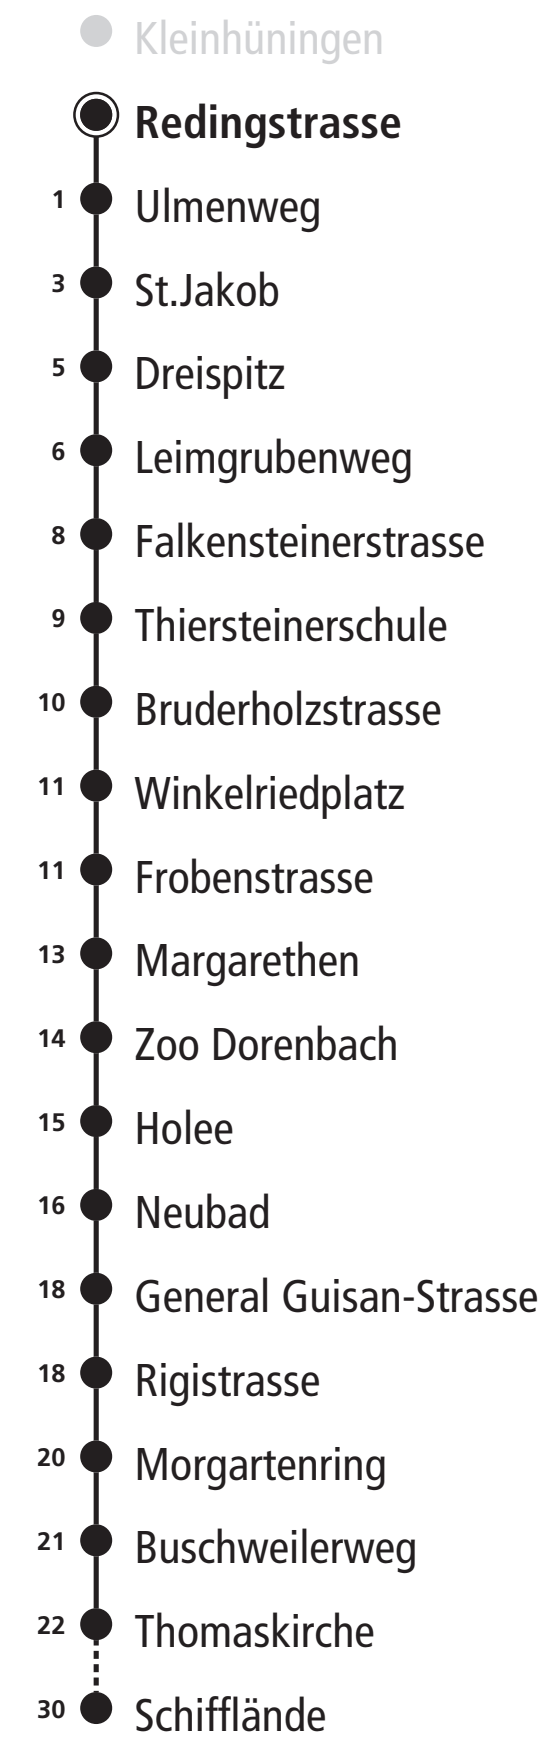 Kleinhüningen
Redingstrasse
1 Ulmenweg
3 St.Jakob
5 Dreispitz
6 Leimgrubenweg
8 Falkensteinerstrasse
9 Thiersteinerschule
10 Bruderholzstrasse
11 Winkelriedplatz
11 Frobenstrasse
13 Margarethen
14 Zoo Dorenbach
15 Holee
16 Neubad
18 General Guisan-Strasse
18 Rigistrasse
20 Morgartenring
21 Buschweilerweg
22 Thomaskirche
30 Schifflände